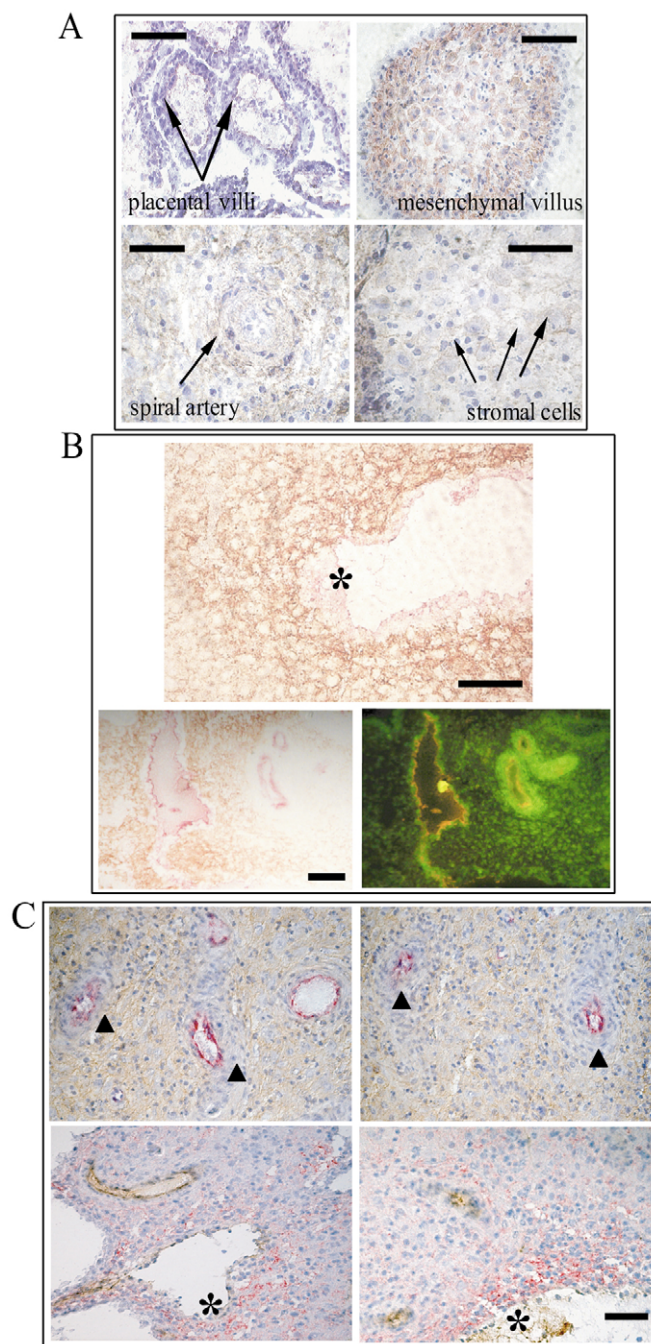 A
placental villi
mesenchymal villus
spiral artery
stromal cells
B
*
C
* *